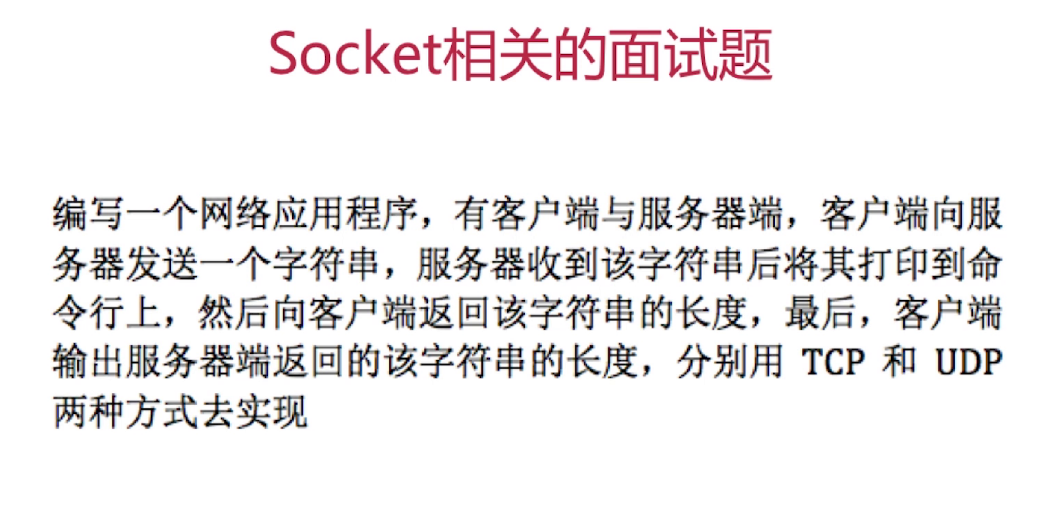 Socket相关的面试题
编写一个网络应用程序，有客户端与服务器端，客户端向服
务器发送一个字符串，服务器收到该字符串后将其打印到命
令行上，然后向客户端返回该字符串的长度，最后，客户端
输出服务器端返回的该字符串的长度，分别用 TCP 和 UDP
两种方式去实现